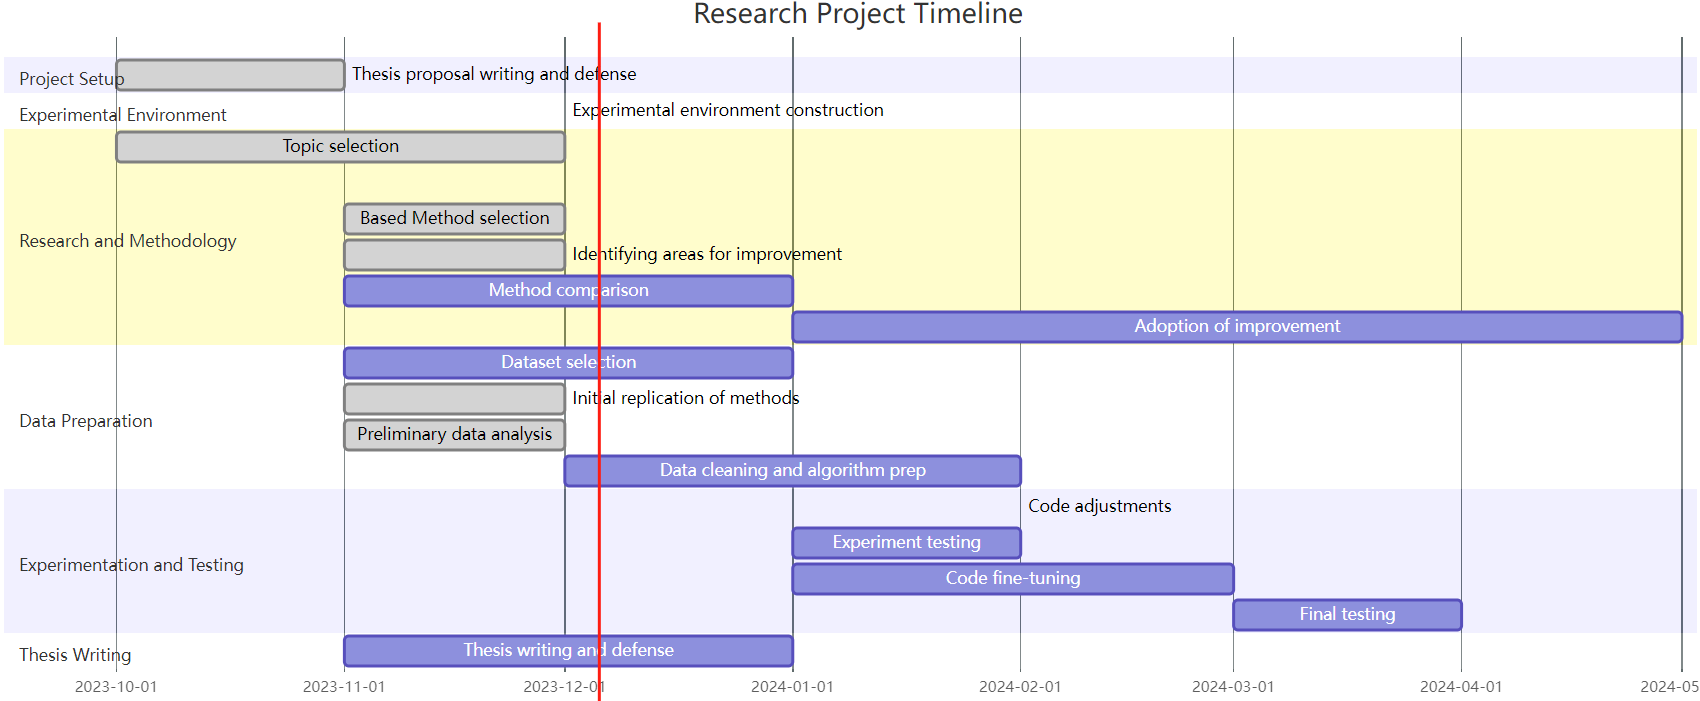 Research Project Timeline
Project Setup
Thesis proposal writing and defense
Experimental Environment
Experimental environment construction
Topic selection
Based Method selection
Research and Methodology
Identifying areas for improvement
Method comparison
Adoption of improvement
Dataset selection
Initial replication of methods
Data Preparation
Preliminary data analysis
Data cleaning and algorithm prep
Code adjustments
Experiment testing
Experimentation and Testing
Code fine-tuning
Final testing
Thesis Writing
Thesis writing and defense
2023-10-01
2023-11-01
2023-12-01
2024-01-01
2024-02-01
2024-03-01
2024-04-01
2024-05